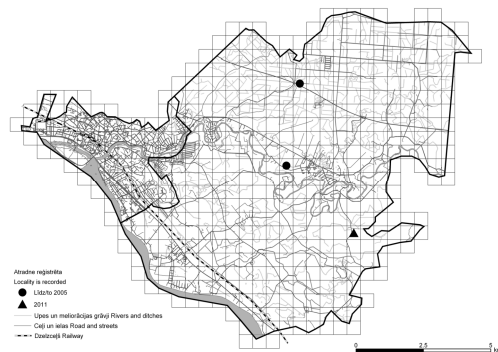 Atradne reģistrēta
Locality is recorded
Līdz/to 2005
2011
Upes un meliorācijas grāvji Rivers and ditches
Ceļi un ielas Road and streets
Dzelzceļš Railway
0 2.5 5